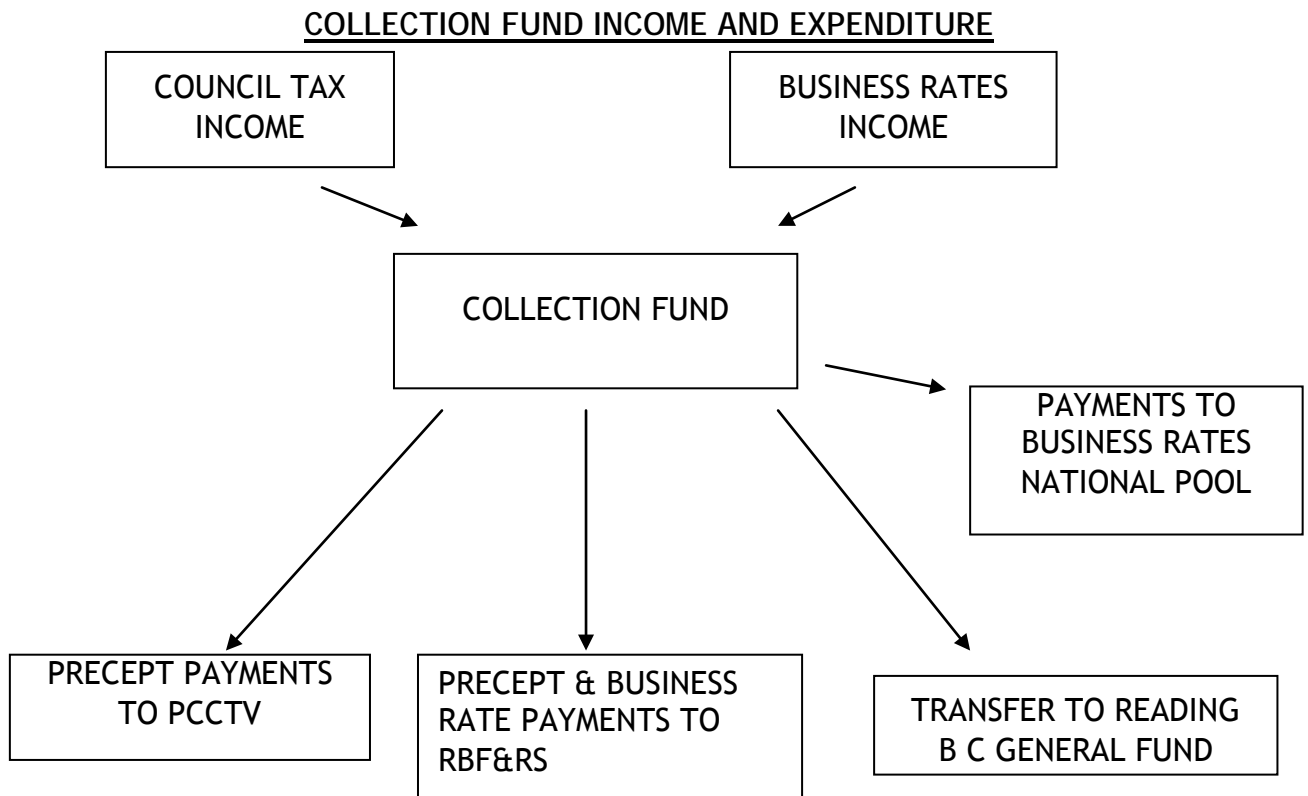 COLLECTION FUND INCOME AND EXPENDITURE
COUNCIL TAX
INCOME
BUSINESS RATES
INCOME
COLLECTION FUND
PAYMENTS TO
BUSINESS RATES
NATIONAL POOL
PRECEPT PAYMENTS
TO PCCTV
PRECEPT & BUSINESS
RATE PAYMENTS TO
RBF&RS
TRANSFER TO READING
B C GENERAL FUND